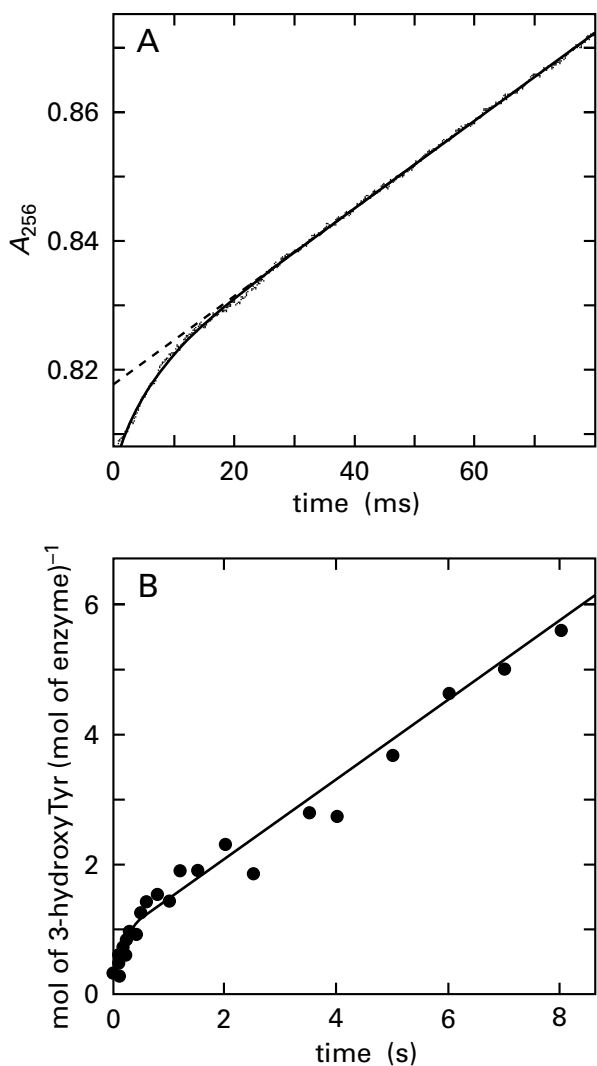 A
0.86
0.84
0.82
A256
0 20 40 60
time (ms)
B
6
4
2
0
mol of 3-hydroxyTyr (mol of enzyme)⁻¹
0 2 4 6 8
time (s)